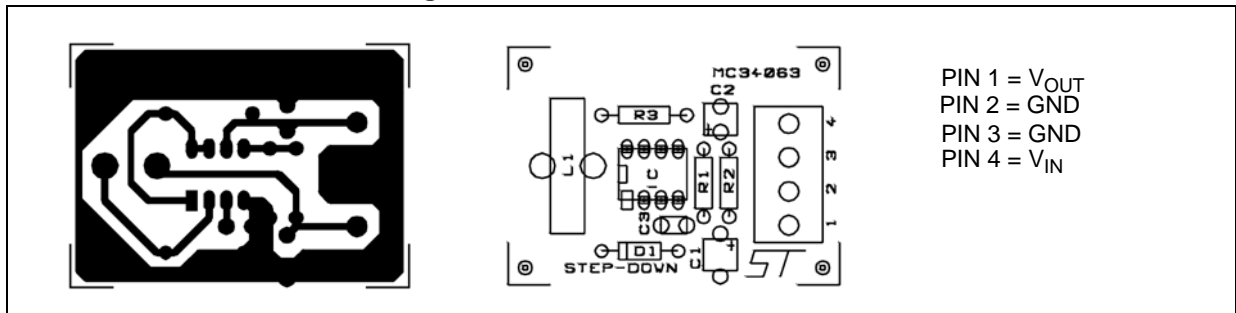 MC34063
C2
R3
4
3
2
1
L1
IC
R1
R2
C3
D1
C1
STEP-DOWN
ST
PIN 1 = VOUT
PIN 2 = GND
PIN 3 = GND
PIN 4 = VIN